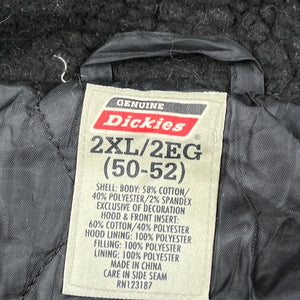 GENUINE
Dickies
2XL/2EG
(50-52)
SHELL: BODY: 58% COTTON/
40% POLYESTER/2% SPANDEX
EXCLUSIVE OF DECORATION
HOOD & FRONT INSERT:
60% COTTON/40% POLYESTER
HOOD LINING: 100% POLYESTER
FILLING: 100% POLYESTER
LINING: 100% POLYESTER
MADE IN CHINA
CARE IN SIDE SEAM
RN123187